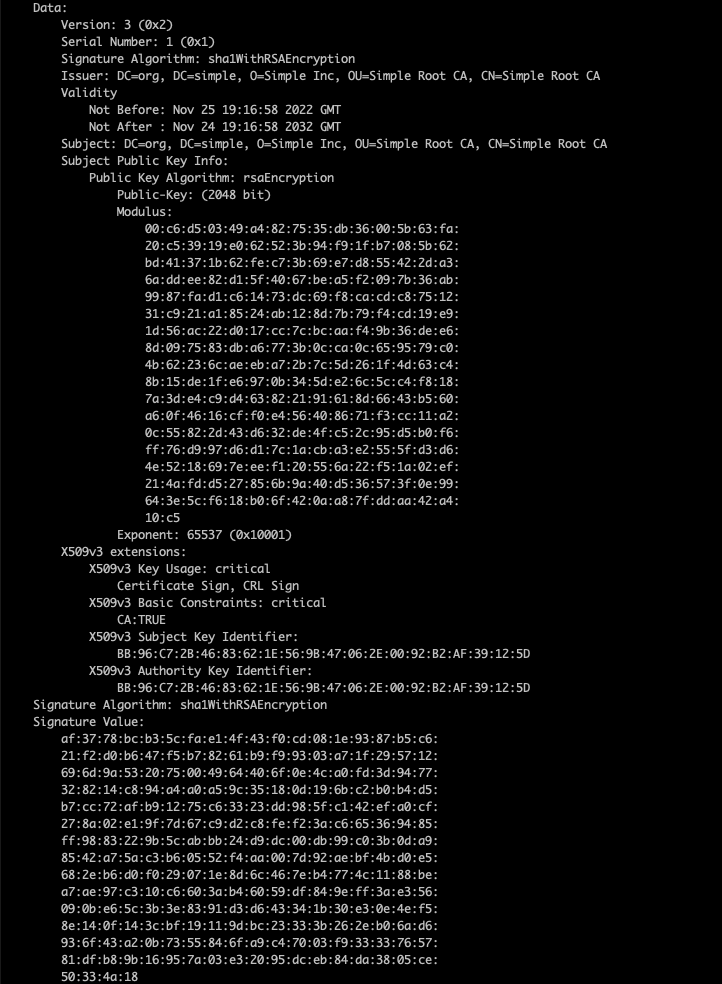 Data:
Version: 3 (0x2)
Serial Number: 1 (0x1)
Signature Algorithm: sha1WithRSAEncryption
Issuer: DC=org, DC=simple, O=Simple Inc, OU=Simple Root CA, CN=Simple Root CA
Validity
Not Before: Nov 25 19:16:58 2022 GMT
Not After : Nov 24 19:16:58 2032 GMT
Subject: DC=org, DC=simple, O=Simple Inc, OU=Simple Root CA, CN=Simple Root CA
Subject Public Key Info:
Public Key Algorithm: rsaEncryption
Public-Key: (2048 bit)
Modulus:
00:c6:d5:03:49:a4:82:75:35:db:36:00:5b:63:fa:
20:c5:39:19:e0:62:52:3b:94:f9:1f:b7:08:5b:62:
bd:41:37:1b:62:fe:c7:3b:69:e7:d8:55:42:2d:a3:
6a:dd:ee:82:d1:5f:40:67:be:a5:f2:09:7b:36:ab:
99:87:fa:d1:c6:14:73:dc:69:f8:ca:cd:c8:75:12:
31:c9:21:a1:85:24:ab:12:8d:7b:79:f4:cd:19:e9:
1d:56:ac:22:d0:17:cc:7c:bc:aa:f4:9b:36:de:e6:
8d:09:75:83:db:a6:77:3b:0c:ca:0c:65:95:79:c0:
4b:62:23:6c:ae:eb:a7:2b:7c:5d:26:1f:4d:63:c4:
8b:15:de:1f:e6:97:0b:34:5d:e2:6c:5c:c4:f8:18:
7a:3d:e4:c9:d4:63:82:21:91:61:8d:66:43:b5:60:
a6:0f:46:16:cf:f0:e4:56:40:86:71:f3:cc:11:a2:
0c:55:82:2d:43:d6:32:de:4f:c5:2c:95:d5:b0:f6:
ff:76:d9:97:d6:d1:7c:1a:cb:a3:e2:55:5f:d3:d6:
4e:52:18:69:7e:ee:f1:20:55:6a:22:f5:1a:02:ef:
21:4a:fd:d5:27:85:6b:9a:40:d5:36:57:3f:0e:99:
64:3e:5c:f6:18:b0:6f:42:0a:a8:7f:dd:aa:42:a4:
10:c5
Exponent: 65537 (0x10001)
X509v3 extensions:
X509v3 Key Usage: critical
Certificate Sign, CRL Sign
X509v3 Basic Constraints: critical
CA:TRUE
X509v3 Subject Key Identifier:
BB:96:C7:2B:46:83:62:1E:56:9B:47:06:2E:00:92:B2:AF:39:12:5D
X509v3 Authority Key Identifier:
BB:96:C7:2B:46:83:62:1E:56:9B:47:06:2E:00:92:B2:AF:39:12:5D
Signature Algorithm: sha1WithRSAEncryption
Signature Value:
af:37:78:bc:b3:5c:fa:e1:4f:43:f0:cd:08:1e:93:87:b5:c6:
21:f2:d0:b6:47:f5:b7:82:61:b9:f9:93:03:a7:1f:29:57:12:
69:6d:9a:53:20:75:00:49:64:40:6f:0e:4c:a0:fd:3d:94:77:
32:82:14:c8:94:a4:a0:a5:9c:35:18:0d:19:6b:c2:b0:b4:d5:
b7:cc:72:af:b9:12:75:c6:33:23:dd:98:5f:c1:42:ef:a0:cf:
27:8a:02:e1:9f:7d:67:c9:d2:c8:fe:f2:3a:c6:65:36:94:85:
ff:98:83:22:9b:5c:ab:bb:24:d9:dc:00:db:99:c0:3b:0d:a9:
85:42:a7:5a:c3:b6:05:52:f4:aa:00:7d:92:ae:bf:4b:d0:e5:
68:2e:b6:d0:f0:29:07:1e:8d:6c:46:7e:b4:77:4c:11:88:be:
a7:ae:97:c3:10:c6:60:3a:b4:60:59:df:84:9e:ff:3a:e3:56:
09:0b:e6:5c:3b:3e:83:91:d3:d6:43:34:1b:30:e3:0e:4e:f5:
8e:14:0f:14:3c:bf:19:11:9d:bc:23:33:3b:26:2e:b0:6a:d6:
93:6f:43:a2:0b:73:55:84:6f:a9:c4:70:03:f9:33:33:76:57:
81:df:b8:9b:16:95:7a:03:e3:20:95:dc:eb:84:da:38:05:ce:
50:33:4a:18